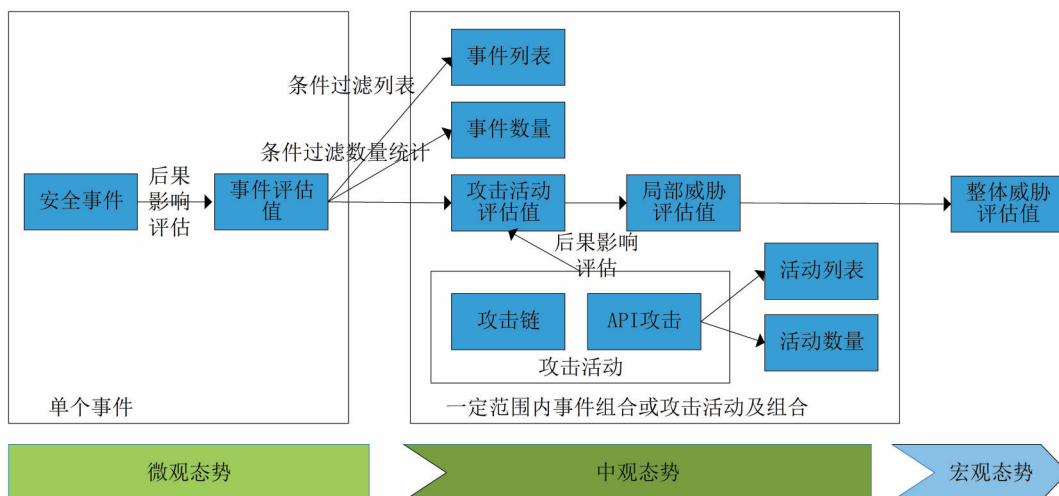 事件列表
条件过滤列表
事件数量
条件过滤数量统计
安全事件
后果
影响
评估
事件评估
值
攻击活动
评估值
局部威胁
评估值
整体威胁
评估值
后果影响
评估
活动列表
攻击链
API攻击
活动数量
攻击活动
单个事件
一定范围内事件组合或攻击活动及组合
微观态势
中观态势
宏观态势